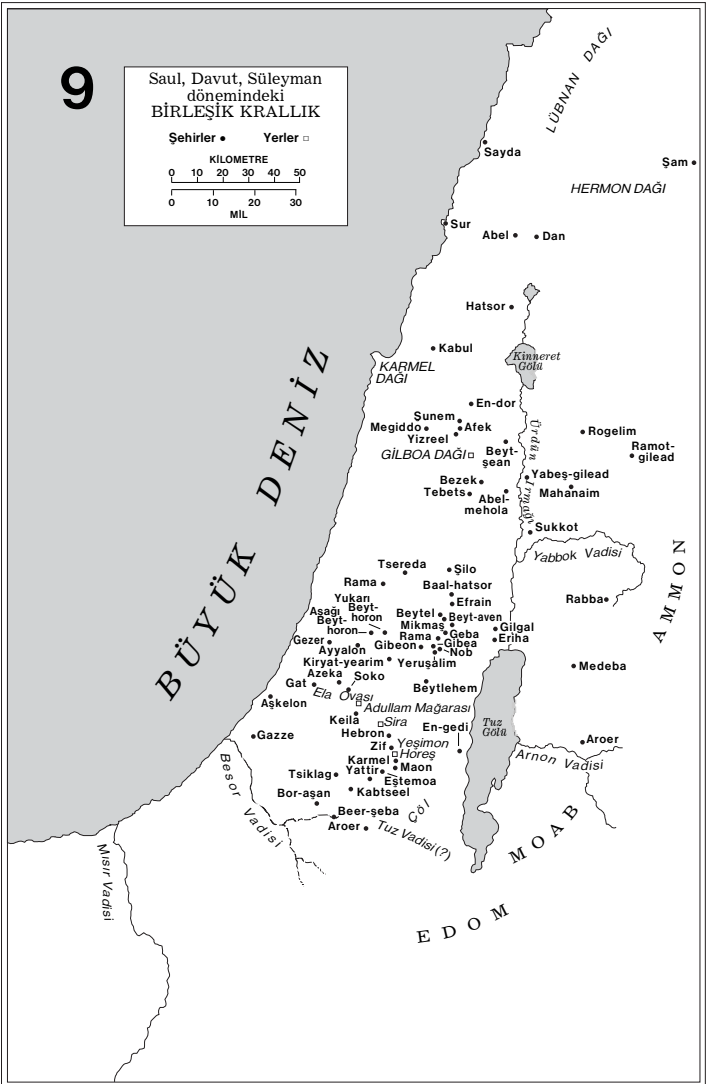 9
Saul, Davut, Süleyman
dönemindeki
BİRLEŞİK KRALLIK
Şehirler
Yerler
KİLOMETRE
0 10 20 30 40 50
0 10 20 30
MİL
LÜBNAN DAĞI
Sayda
Şam
HERMON DAĞI
Sur
Abel
Dan
Hatsor
Kabul
Kinneret
Gölü
KARMEL
DAĞI
En-dor
Şunem
Megiddo
Afek
Yizreel
Rogelim
Ramot-
gilead
GİLBOA DAĞI
Beyt-
şean
Ürdün Irmağı
Yabeş-gilead
Bezek
Tebets
Abel-
mehola
Mahanaim
Sukkot
Yabbok Vadisi
BÜYÜK DENİZ
AMMON
Tsereda
Şilo
Rama
Baal-hatsor
Efrain
Rabba
Yukarı
Beyt-
horon
Aşağı
Beyt-
horon
Beytel
Beyt-aven
Mikmaş
Gilgal
Rama
Geba
Eriha
Gezer
Ayyalon
Gibeon
Gibea
Nob
Kiryat-yearim
Yeruşalim
Medeba
Azeka
Soko
Gat
Ela Ovası
Beytlehem
Aşkelon
Adullam Mağarası
Keila
Sira
En-gedi
Tuz
Gölü
Gazze
Hebron
Aroer
Zif
Yeşimon
Horeş
Arnon Vadisi
Karmel
Maon
Tsiklag
Yattir
Eştemoa
Bor-aşan
Kabtseel
Besor Vadisi
Beer-şeba
Çöl
Aroer
Tuz Vadisi(?)
MOAB
Mısır Vadisi
EDOM